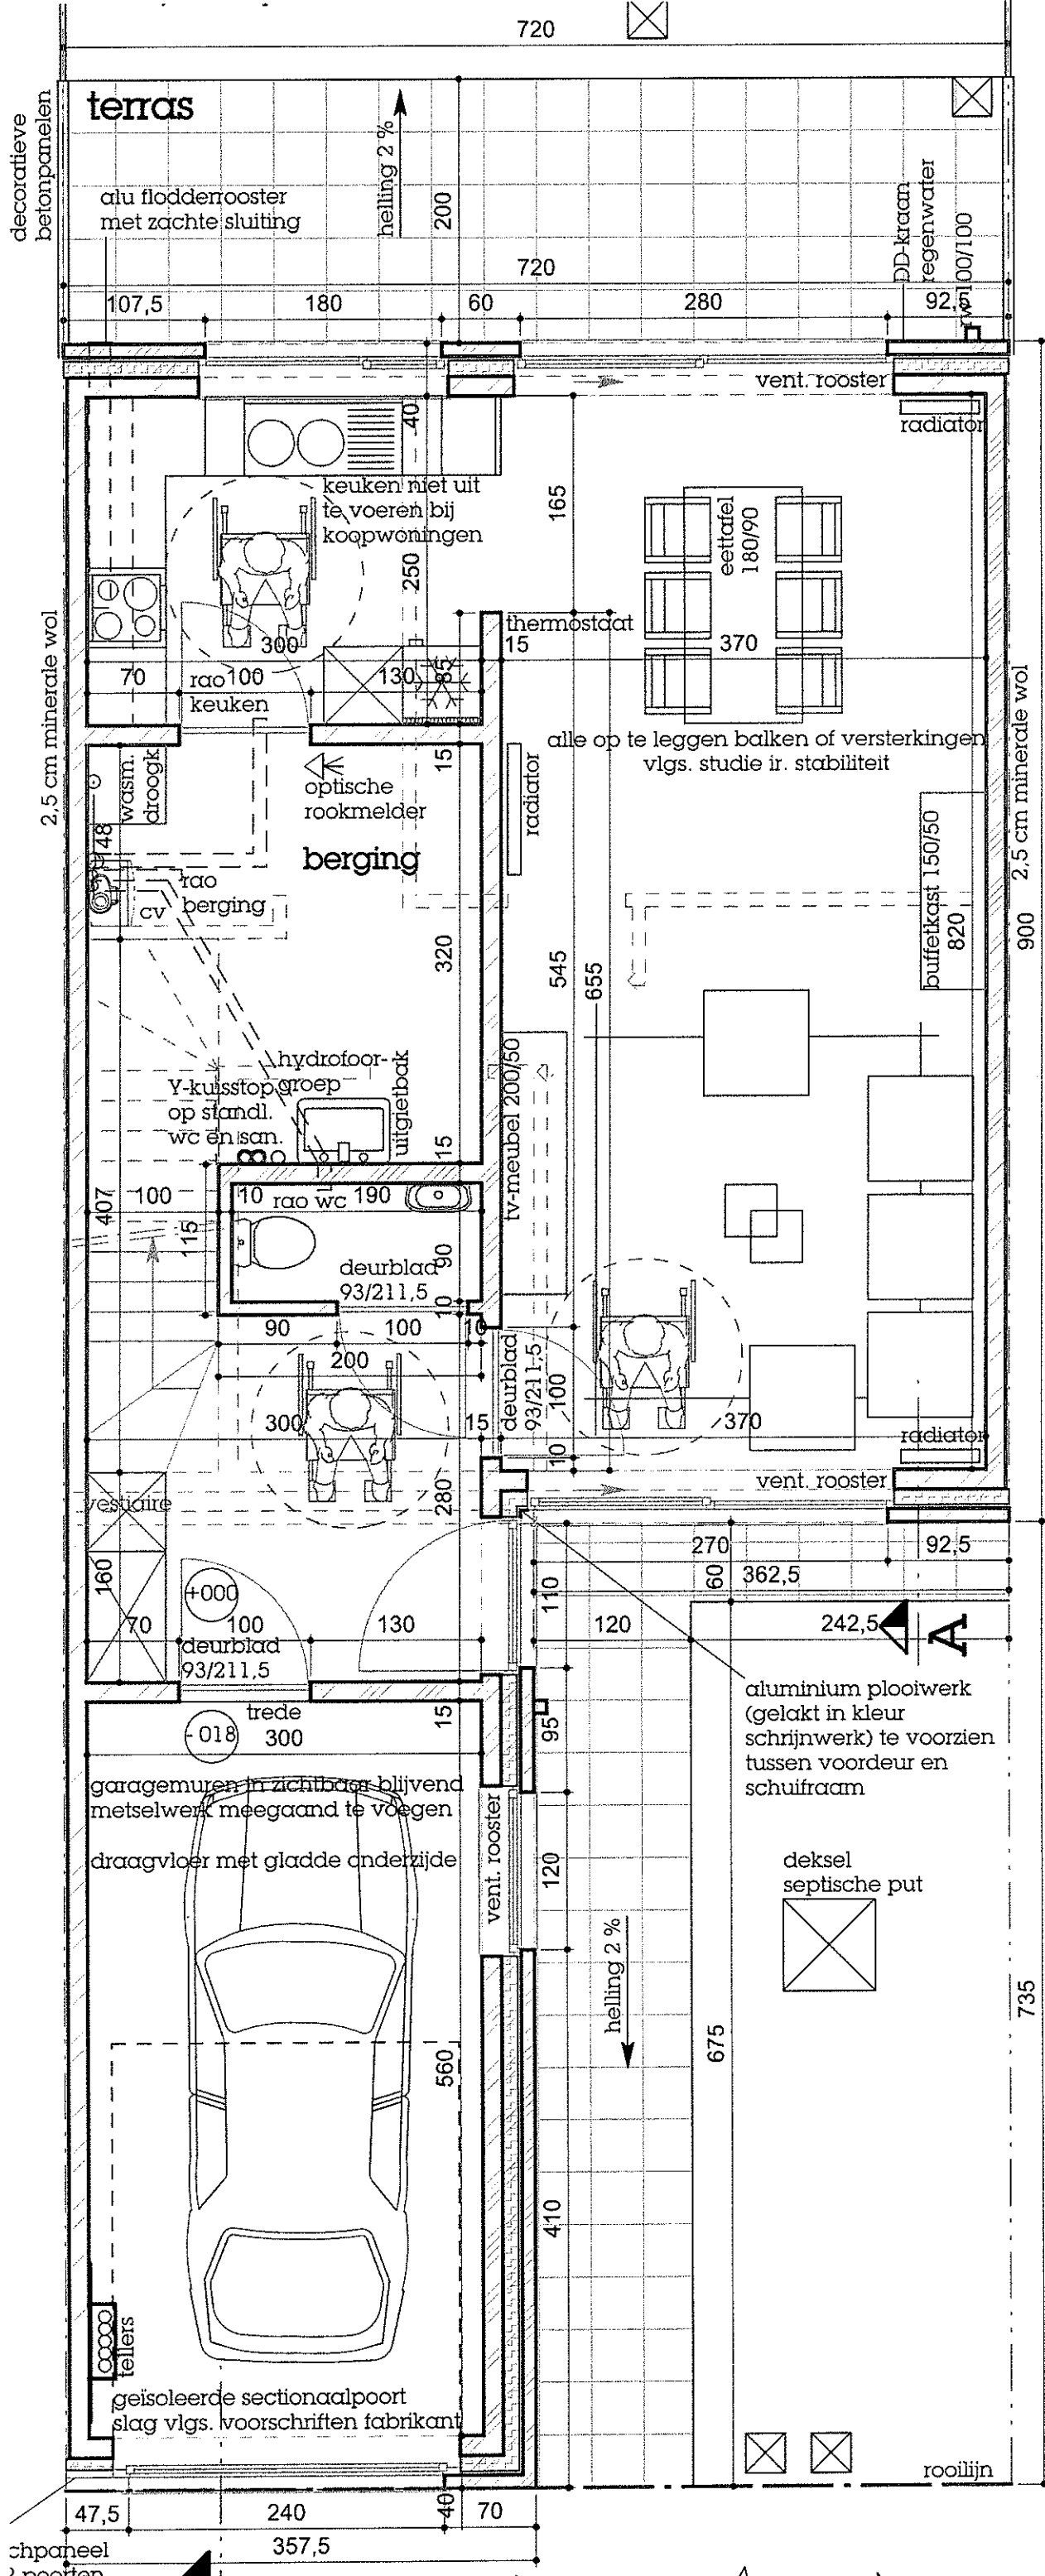 720
terras
decoratieve
betonpanelen
alu flodderrooster
met zachte sluiting
helling 2 %
200
DD-kraan
regenwater
rwl 100/100
720
107,5
180
60
280
92,5
vent. rooster
radiator
40
keuken niet uit
te voeren bij
koopwoningen
165
eettafel
180/90
250
2,5 cm minerale wol
thermostaat
300
15
370
70
rao
keuken
100
130
85
2,5 cm minerale wol
alle op te leggen balken of versterkingen
vlgs. studie ir. stabiliteit
wasm.
droogk
15
optische
rookmelder
radiator
48
berging
rao
berging
cv
320
545
655
buffetkast 150/50
820
900
hydrofoor-
groep
Y-kuisstop
op standl.
wc en san.
uitgietbak
tv-meubel 200/50
15
407
100
10
rao wc
190
115
90
deurblad
93/211,5
10
90
100
10
200
deurblad
93/211,5
100
300
15
370
10
radiator
280
vent. rooster
vestiaire
160
+000
270
92,5
110
60
362,5
70
100
130
120
242,5
A
deurblad
93/211,5
trede
-018
300
15
95
aluminium plooiwerk
(gelakt in kleur
schrijnwerk) te voorzien
tussen voordeur en
schuifraam
garagemuren in zichtbaar blijvend
metselwerk meegaand te voegen
draagvloer met gladde onderzijde
vent. rooster
120
deksel
septische put
helling 2 %
735
675
560
410
tellers
geïsoleerde sectionaalpoort
slag vlgs. voorschriften fabrikant
rooilijn
47,5
240
40
70
357,5
chpaneel
poorten